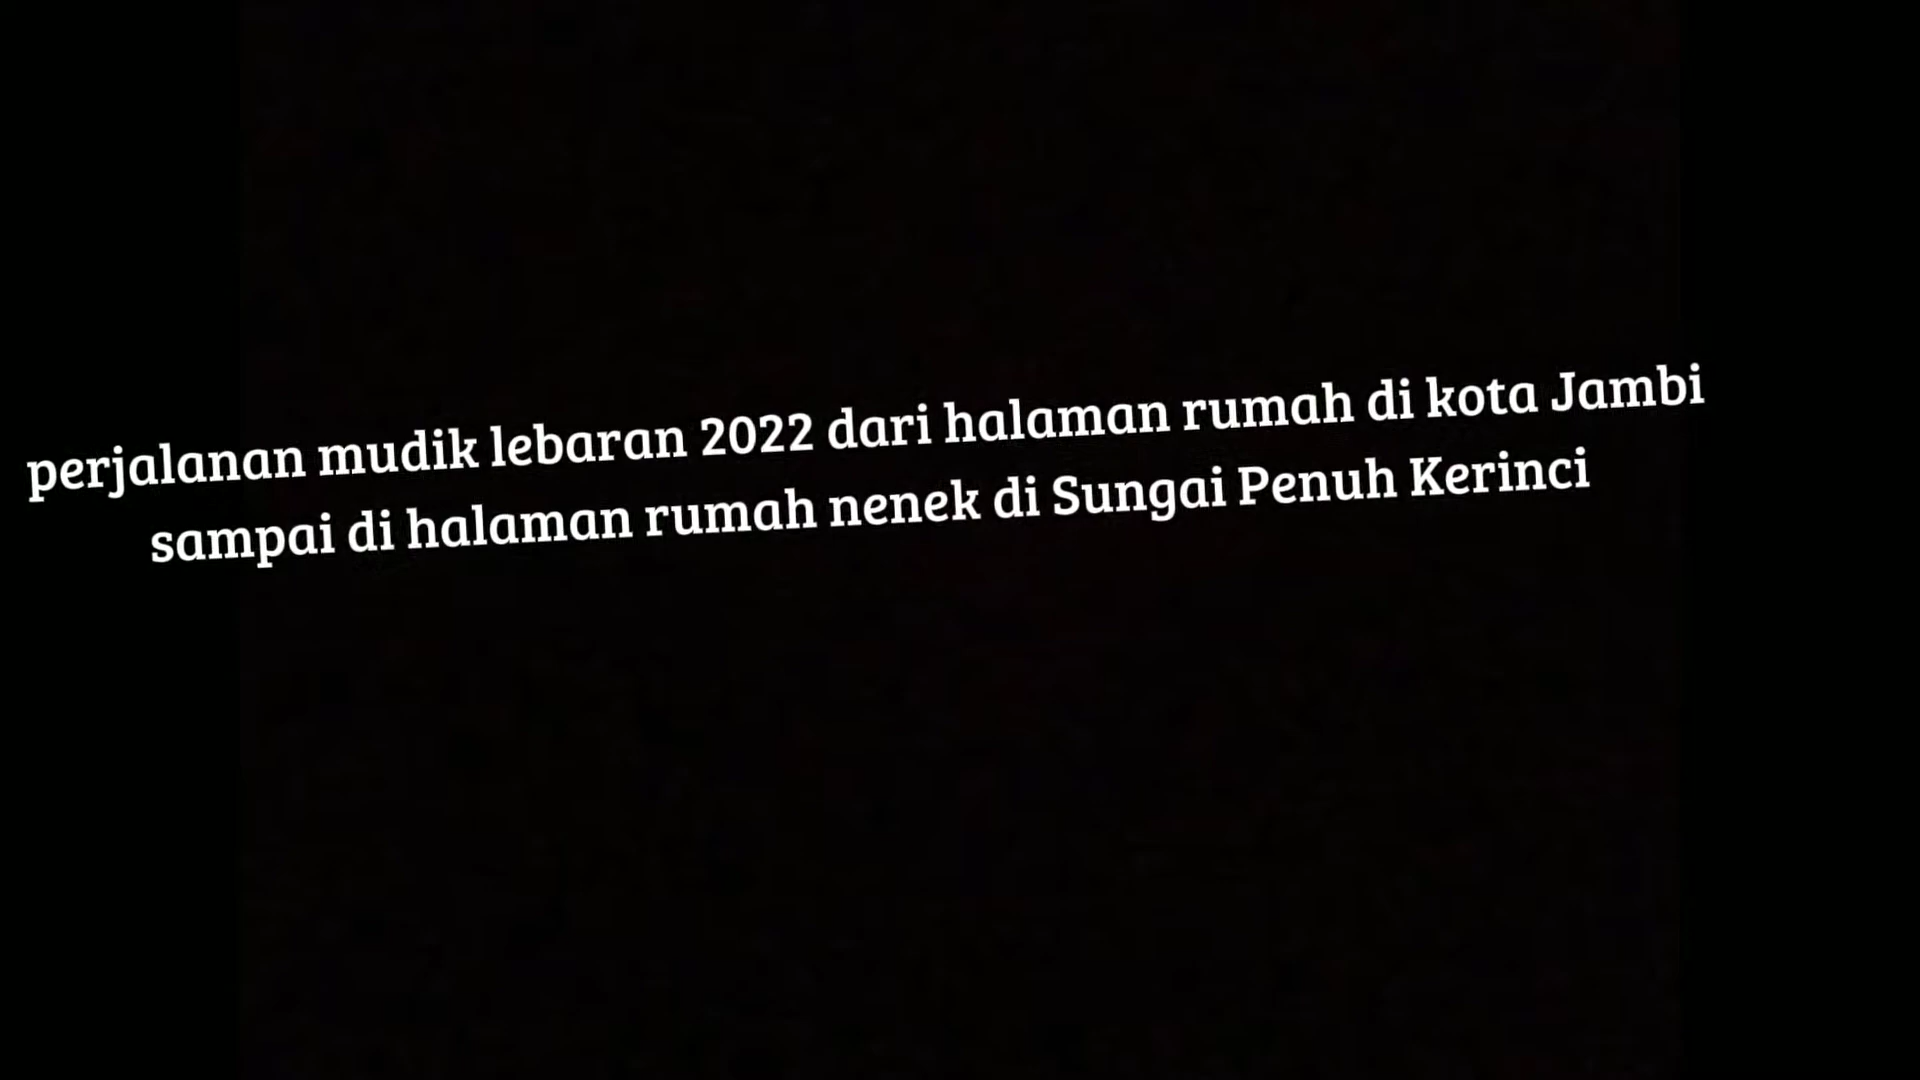 perjalanan mudik lebaran 2022 dari halaman rumah di kota Jambi
sampai di halaman rumah nenek di Sungai Penuh Kerinci